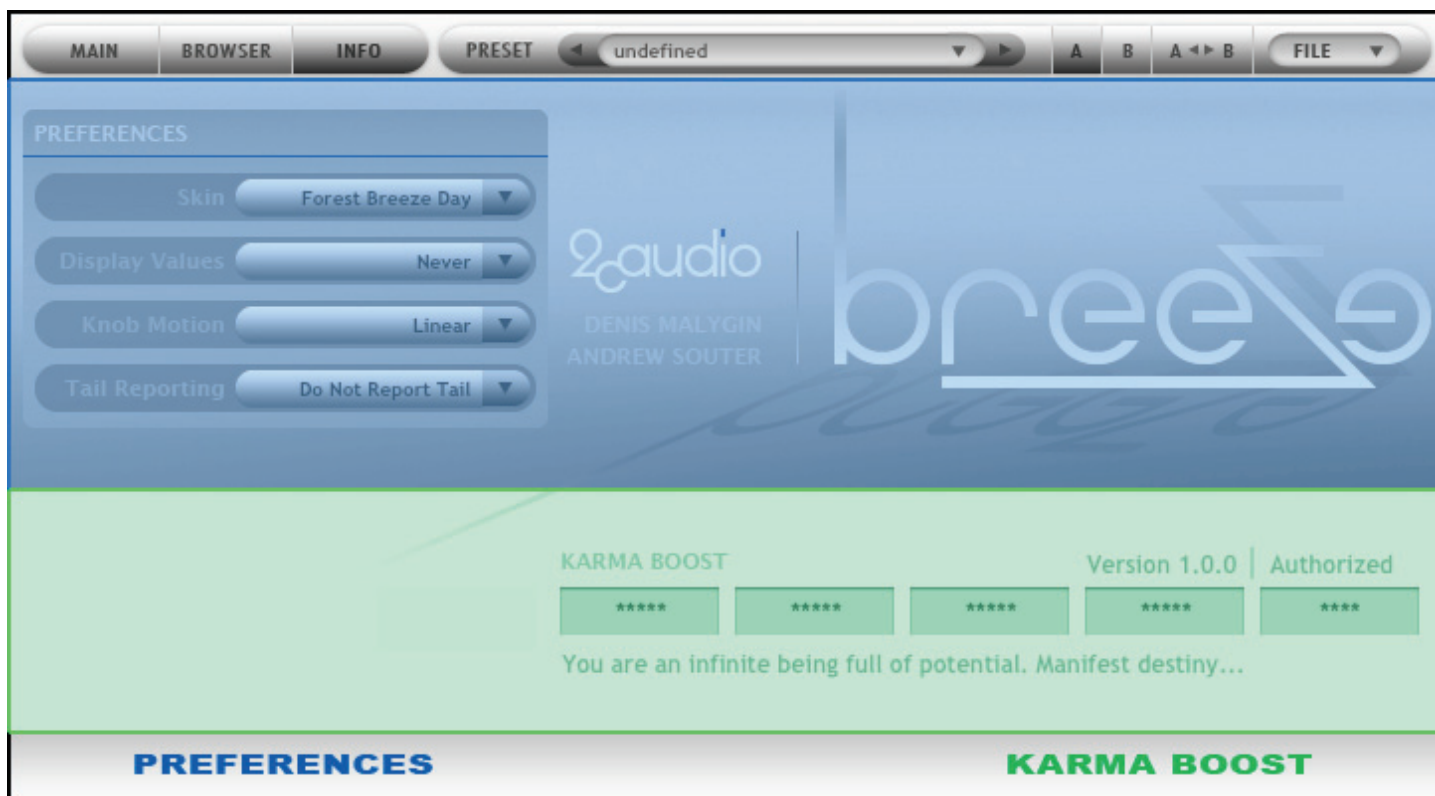 MAIN BROWSER INFO PRESET undefined A B A ◄► B FILE
PREFERENCES
Skin Forest Breeze Day
Display Values Never
Knob Motion Linear
Tail Reporting Do Not Report Tail
2caudio
DENIS MALYGIN
ANDREW SOUTER
breeze
KARMA BOOST Version 1.0.0 | Authorized
***** ***** ***** ***** ****
You are an infinite being full of potential. Manifest destiny...
PREFERENCES KARMA BOOST